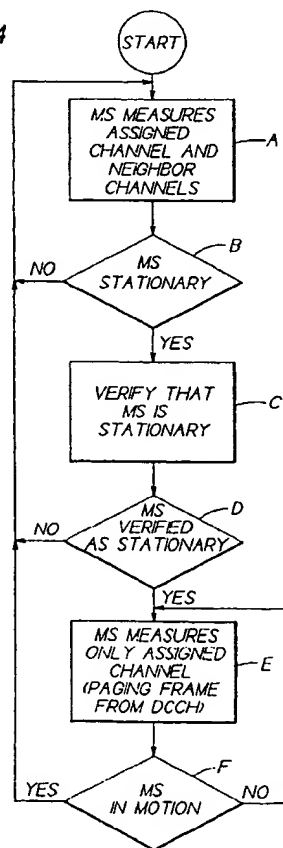 4
START
MS MEASURES
ASSIGNED
CHANNEL AND
NEIGHBOR
CHANNELS
A
B
MS
STATIONARY
NO
YES
VERIFY THAT
MS IS
STATIONARY
C
D
MS
VERIFIED
AS STATIONARY
NO
YES
MS MEASURES
ONLY ASSIGNED
CHANNEL
(PAGING FRAME
FROM DCCH)
E
F
MS
IN MOTION
YES
NO